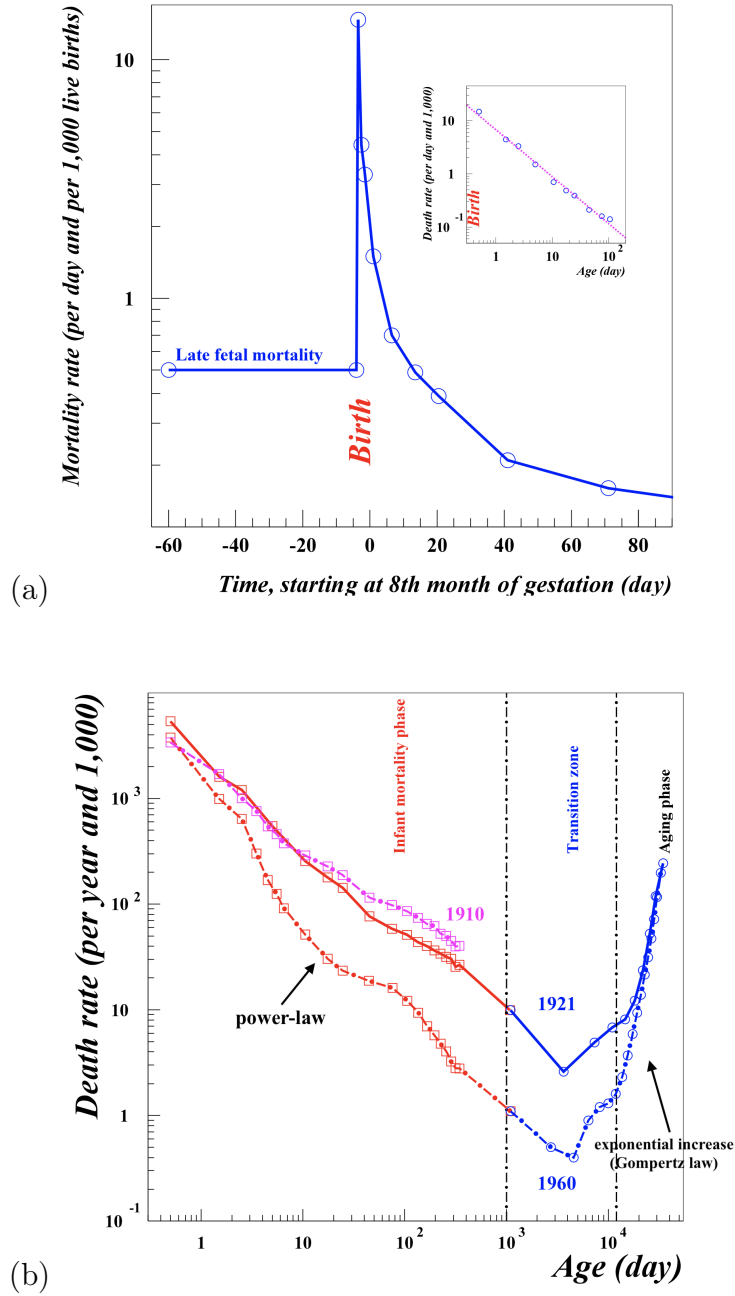 Mortality rate (per day and per 1,000 live births)
10
1
Late fetal mortality
Birth
Death rate (per day and 1,000)
10
1
10 -1
Birth
1
10
10 2
Age (day)
-60 -40 -20 0 20 40 60 80
Time, starting at 8th month of gestation (day)
(a)
Death rate (per year and 1,000)
10 3
10 2
10
1
10 -1
Infant mortality phase
Transition zone
Aging phase
1910
1921
power-law
exponential increase
(Gompertz law)
1960
1 10 10 2 10 3 10 4
Age (day)
(b)